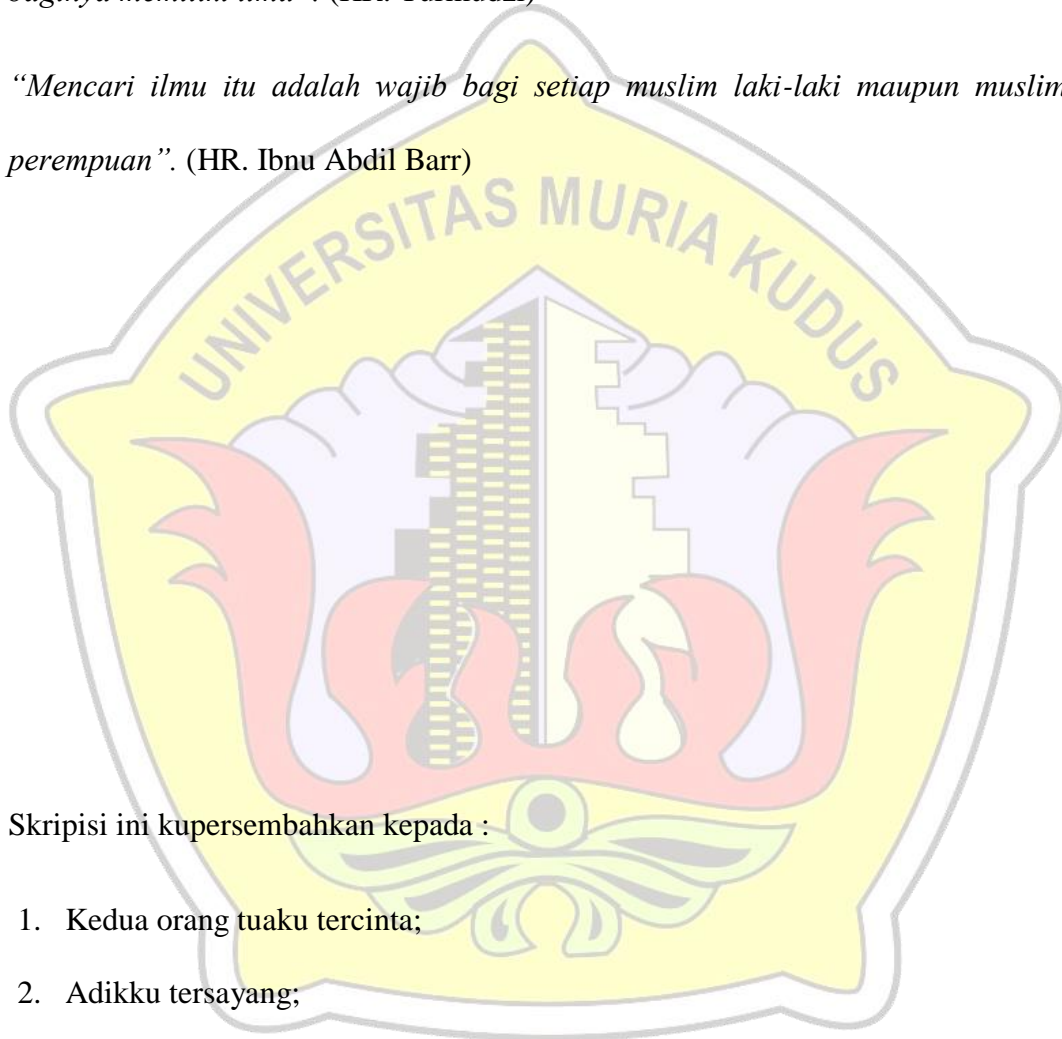 “Mencari ilmu itu adalah wajib bagi setiap muslim laki-laki maupun muslim
perempuan”. (HR. Ibnu Abdil Barr)
UNIVERSITAS MURIA KUDUS
Skripisi ini kupersembahkan kepada :
1. Kedua orang tuaku tercinta;
2. Adikku tersayang;